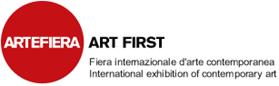 ARTEFIERA ART FIRST
Fiera internazionale d'arte contemporanea
International exhibition of contemporary art